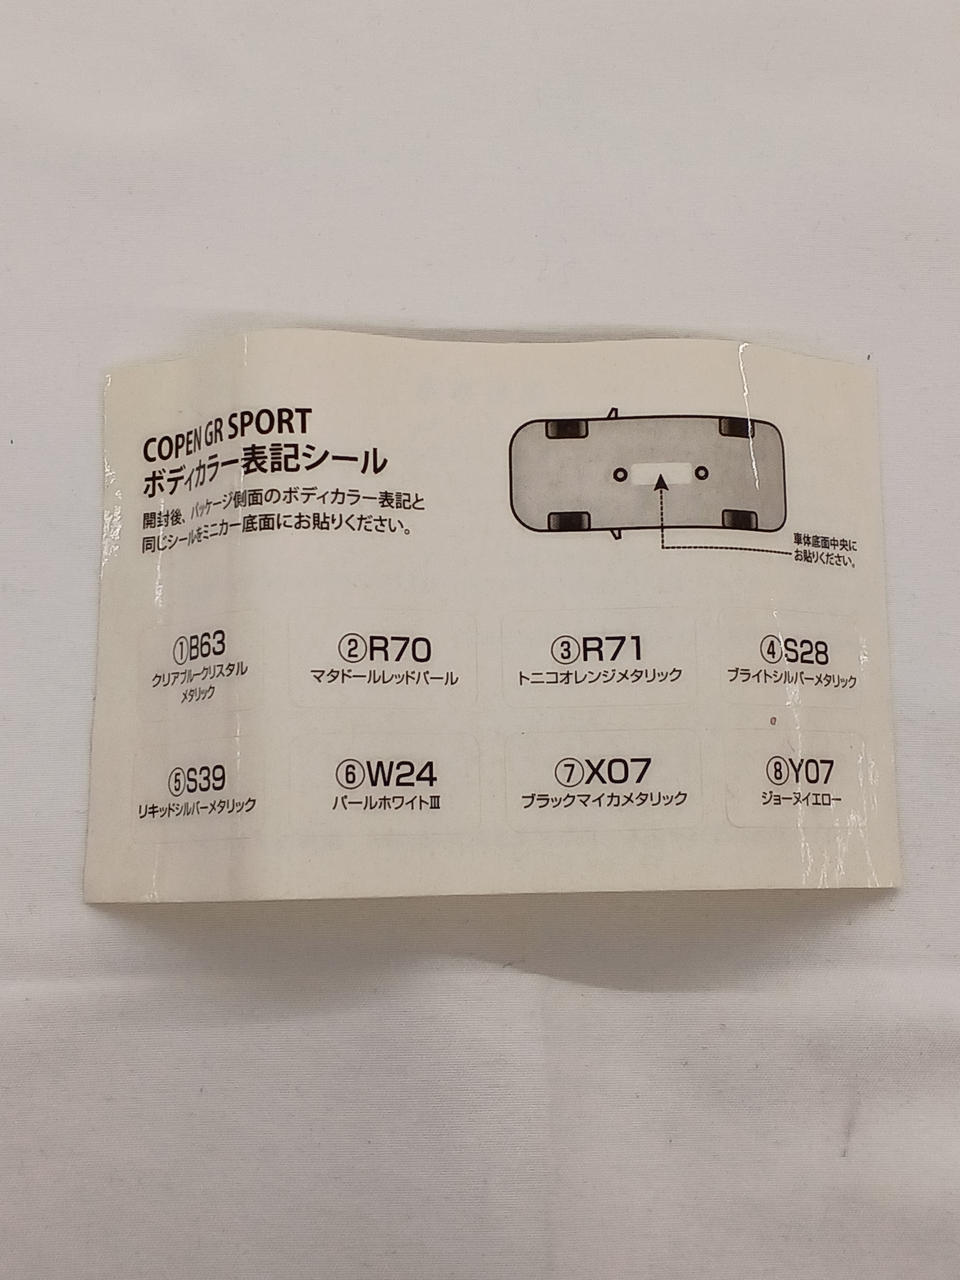 COPEN GR SPORT
ボディカラー表記シール
開封後、パッケージ側面のボディカラー表記と
同じシールをミニカー底面にお貼りください。
車体底面中央に
お貼りください。
①B63
クリアブルークリスタル
メタリック
②R70
マタドールレッドパール
③R71
トニコオレンジメタリック
④S28
ブライトシルバーメタリック
⑤S39
リキッドシルバーメタリック
⑥W24
パールホワイトⅢ
⑦X07
ブラックマイカメタリック
⑧Y07
ジョーヌイエロー